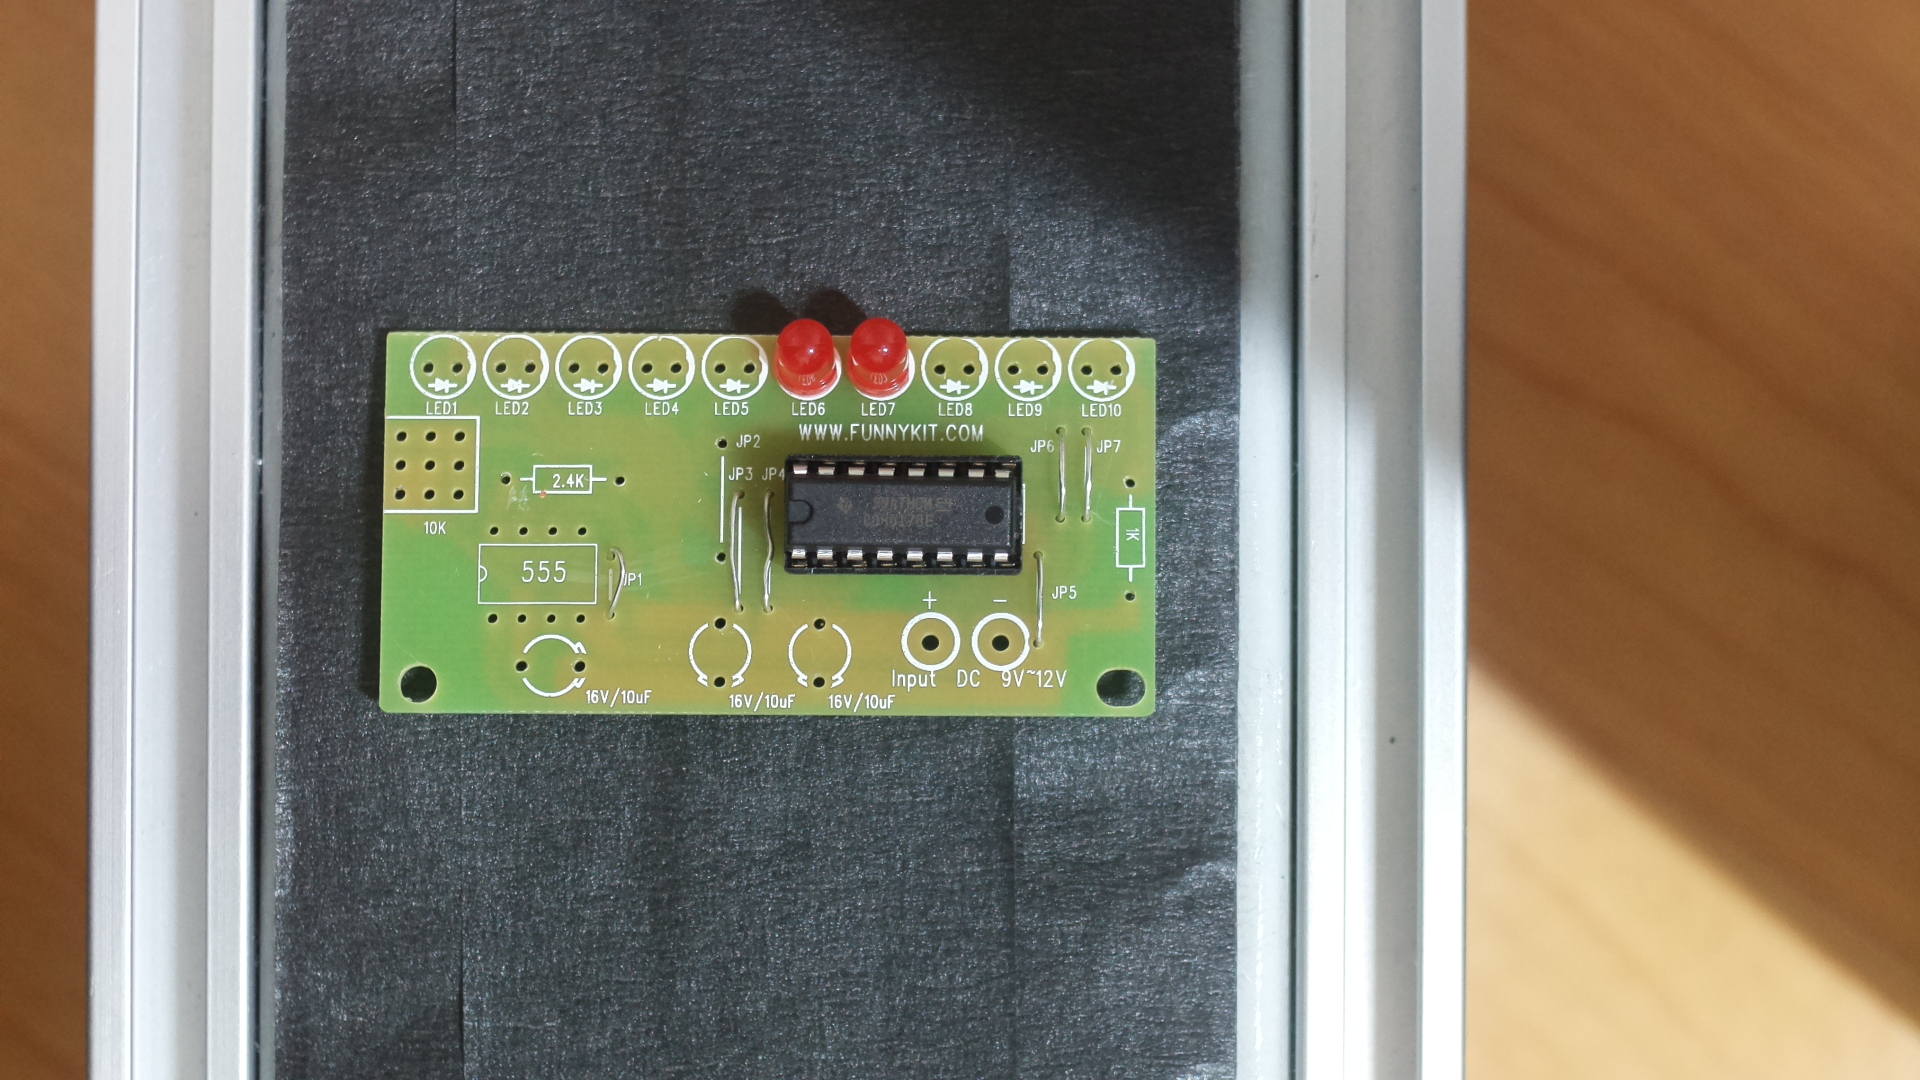 LED1 LED2 LED3 LED4 LED5 LED6 LED7 LED8 LED9 LED10
WWW.FUNNYKIT.COM
JP2
JP6 JP7
JP3 JP4
2.4K
10K
1K
555
JP1
JP5
+ −
Input DC 9V~12V
16V/10uF 16V/10uF 16V/10uF